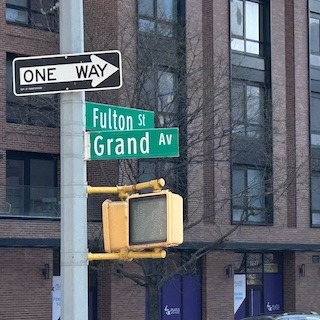 ONE WAY
Fulton St
Grand Av